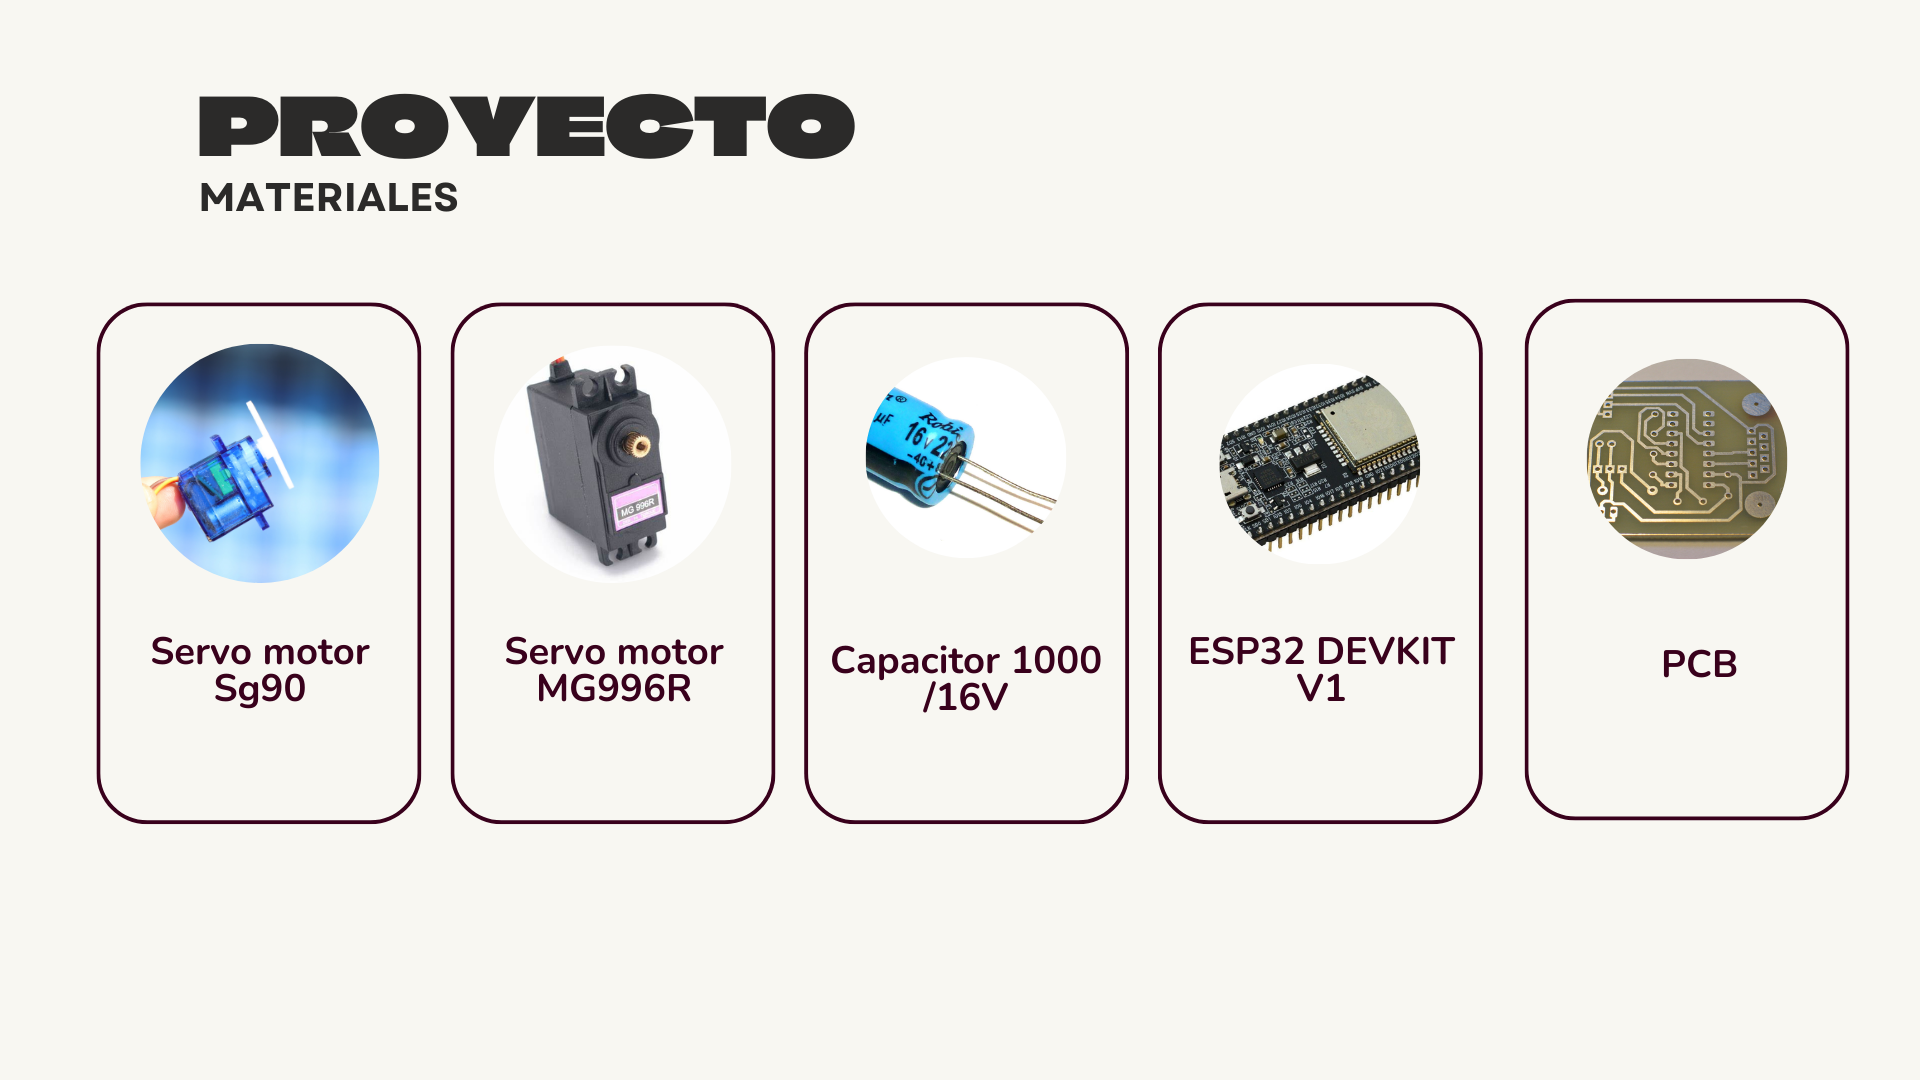 PROYECTO
MATERIALES
MG 996R
µF
Robi
16V 22
-40+
Servo motor
Sg90
Servo motor
MG996R
Capacitor 1000
/16V
ESP32 DEVKIT
V1
PCB